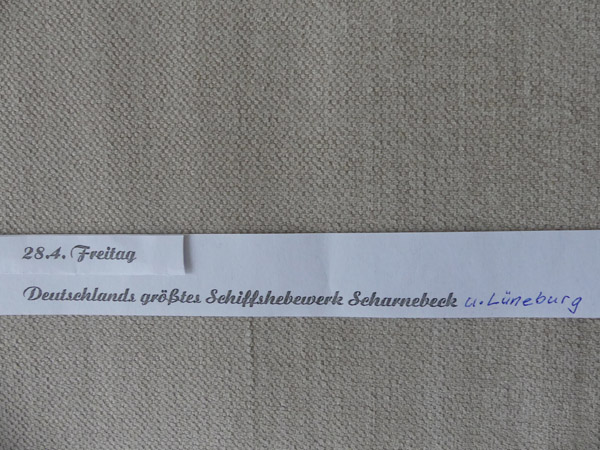 28.4. Freitag
Deutschlands größtes Schiffshebewerk Scharnebeck u. Lüneburg